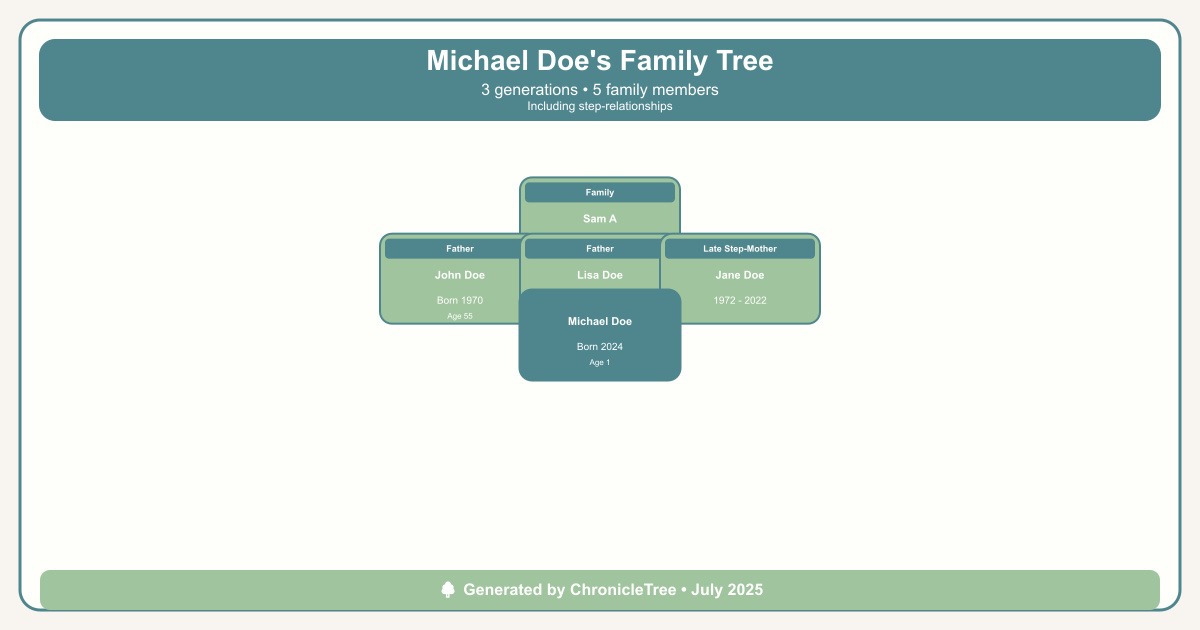 Michael Doe's Family Tree
3 generations • 5 family members
Including step-relationships
Family
Sam A
Father
John Doe
Born 1970
Age 55
Father
Lisa Doe
Late Step-Mother
Jane Doe
1972 - 2022
Michael Doe
Born 2024
Age 1
Generated by ChronicleTree • July 2025